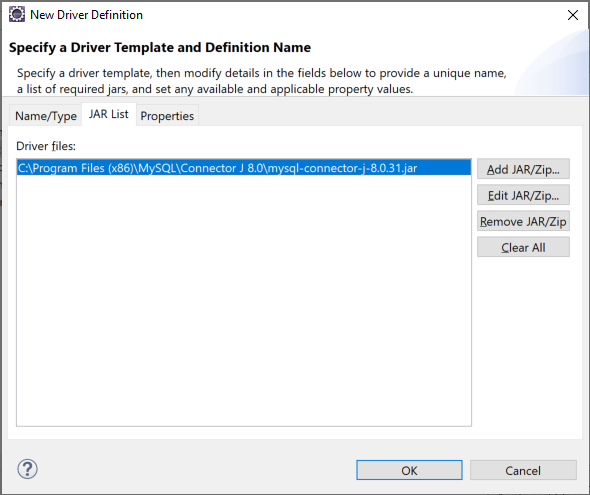 New Driver Definition
Specify a Driver Template and Definition Name
Specify a driver template, then modify details in the fields below to provide a unique name,
a list of required jars, and set any available and applicable property values.
Name/Type JAR List Properties
Driver files:
C:\Program Files (x86)\MySQL\Connector J 8.0\mysql-connector-j-8.0.31.jar
Add JAR/Zip...
Edit JAR/Zip...
Remove JAR/Zip
Clear All
?
OK Cancel